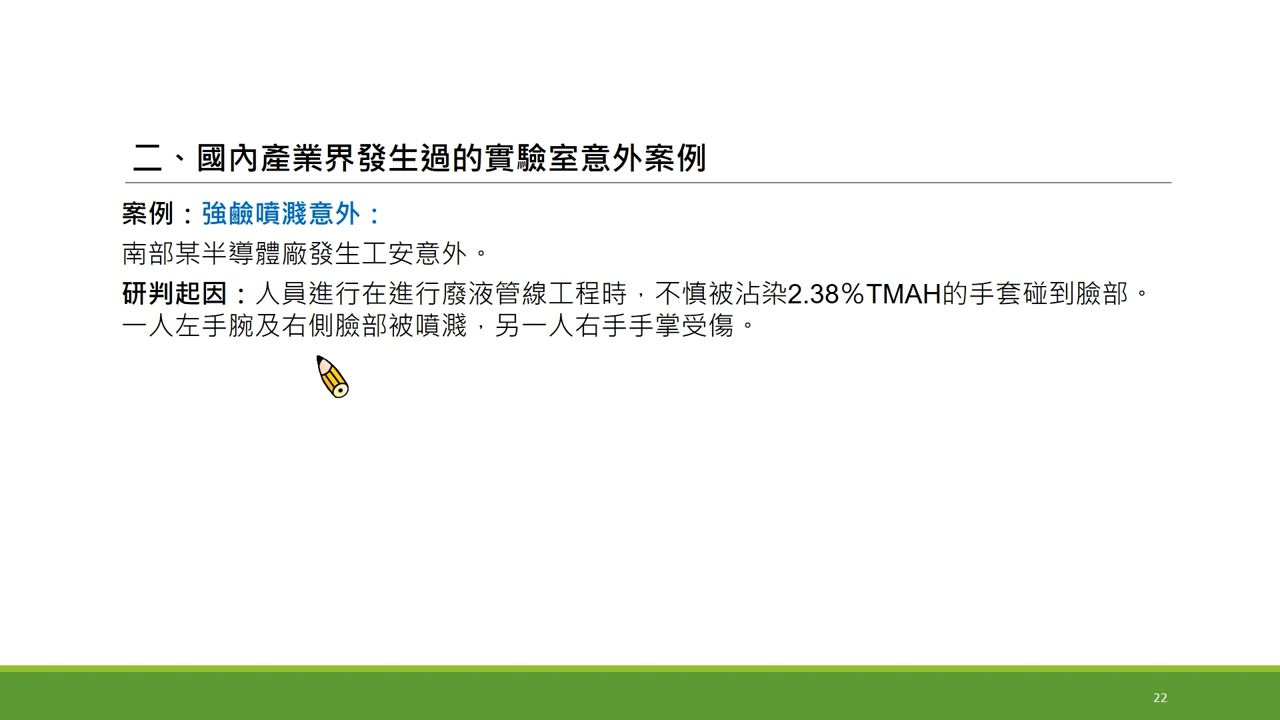 二、國內產業界發生過的實驗室意外案例
案例：強鹼噴濺意外：
南部某半導體廠發生工安意外。
研判起因：人員進行在進行廢液管線工程時，不慎被沾染2.38%TMAH的手套碰到臉部。
一人左手腕及右側臉部被噴濺，另一人右手手掌受傷。
22